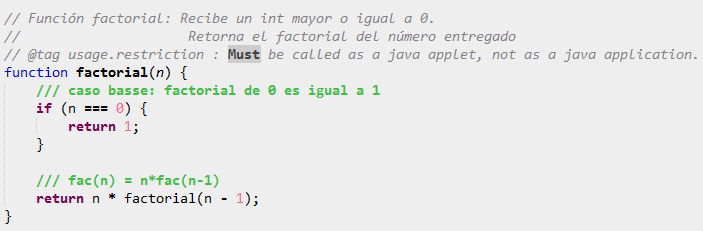 // Función factorial: Recibe un int mayor o igual a 0.
// Retorna el factorial del número entregado
// @tag usage.restriction : Must be called as a java applet, not as a java application.
function factorial(n) {
/// caso basse: factorial de 0 es igual a 1
if (n === 0) {
return 1;
}
/// fac(n) = n*fac(n-1)
return n * factorial(n - 1);
}